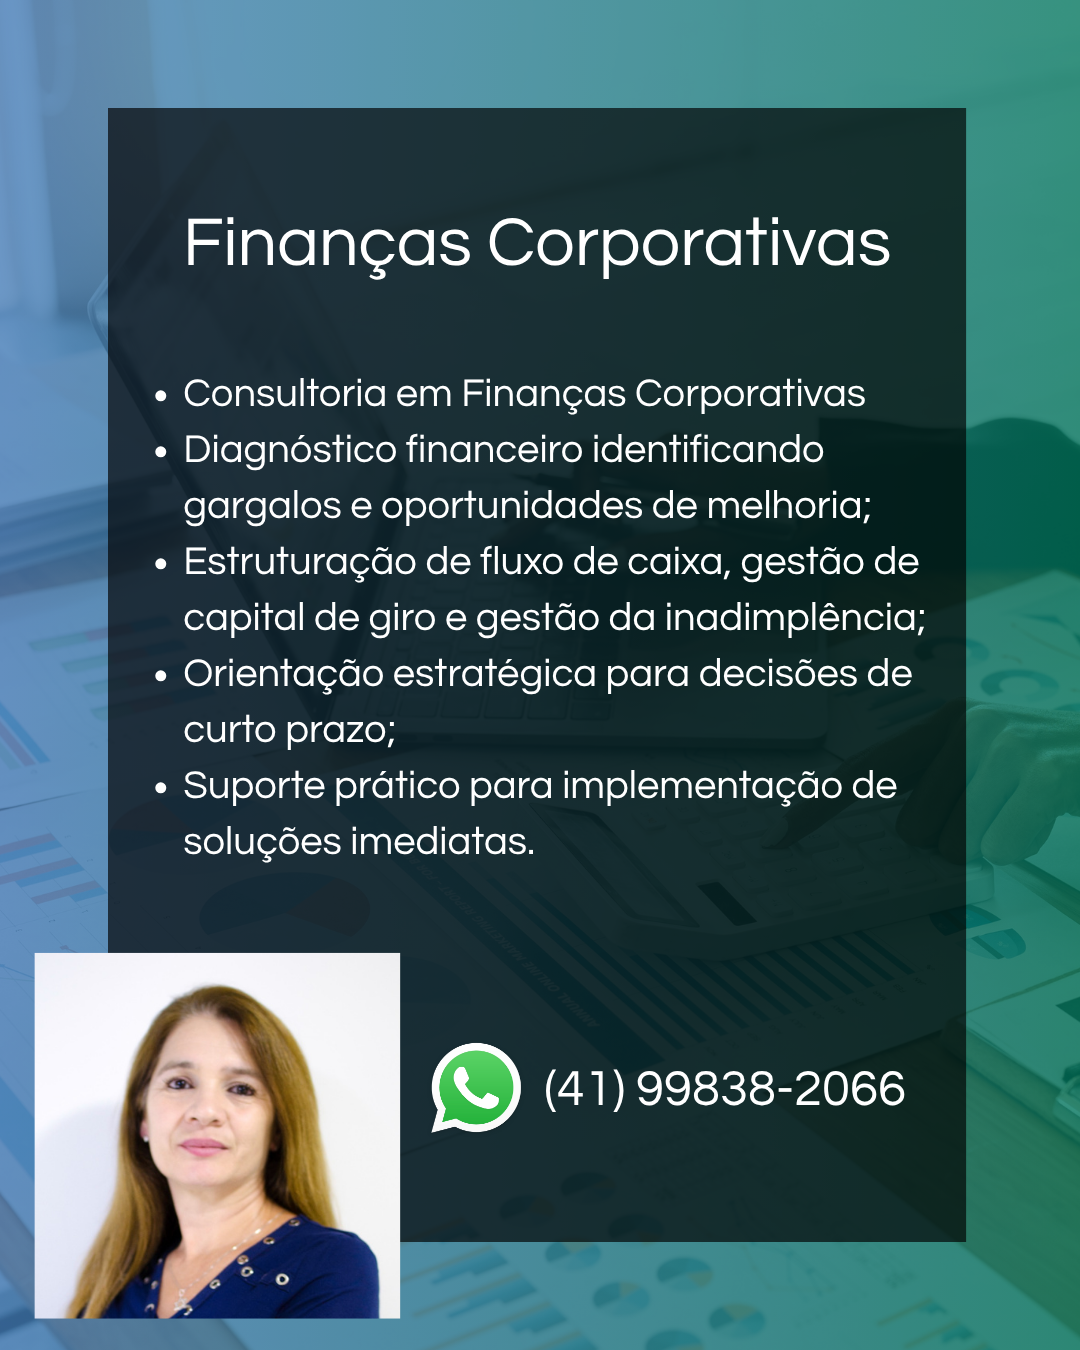 Finanças Corporativas
• Consultoria em Finanças Corporativas
• Diagnóstico financeiro identificando
gargalos e oportunidades de melhoria;
• Estruturação de fluxo de caixa, gestão de
capital de giro e gestão da inadimplência;
• Orientação estratégica para decisões de
curto prazo;
• Suporte prático para implementação de
soluções imediatas.
(41) 99838-2066